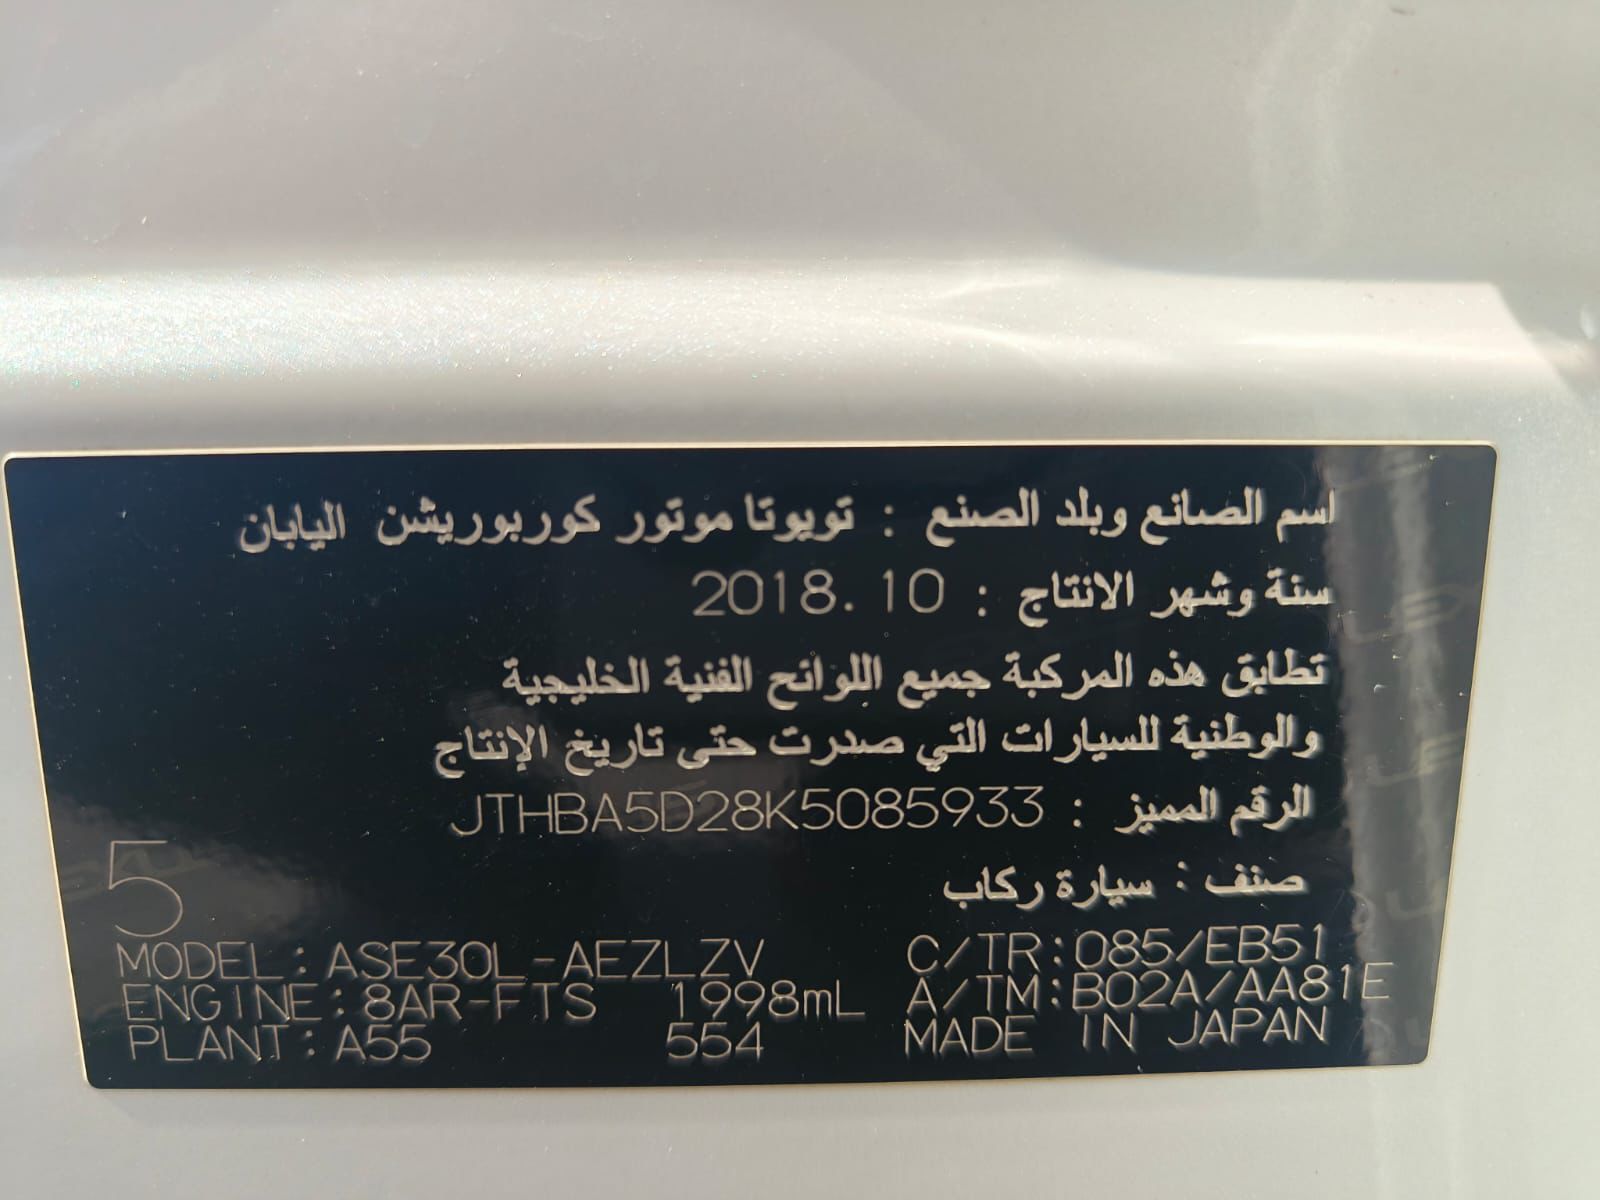 اسم الصانع وبلد الصنع : تويوتا موتور كوربوريشن اليابان
سنة وشهر الانتاج : 2018.10
تطابق هذه المركبة جميع اللوائح الفنية الخليجية
والوطنية للسيارات التي صدرت حتى تاريخ الإنتاج
الرقم المميز : JTHBA5D28K5085933
صنف : سيارة ركاب
5
MODEL: ASE30L-AEZLZV C/TR: 085/EB51
ENGINE: 8AR-FTS 1998mL A/TM: B02A/AA81E
PLANT: A55 554 MADE IN JAPAN